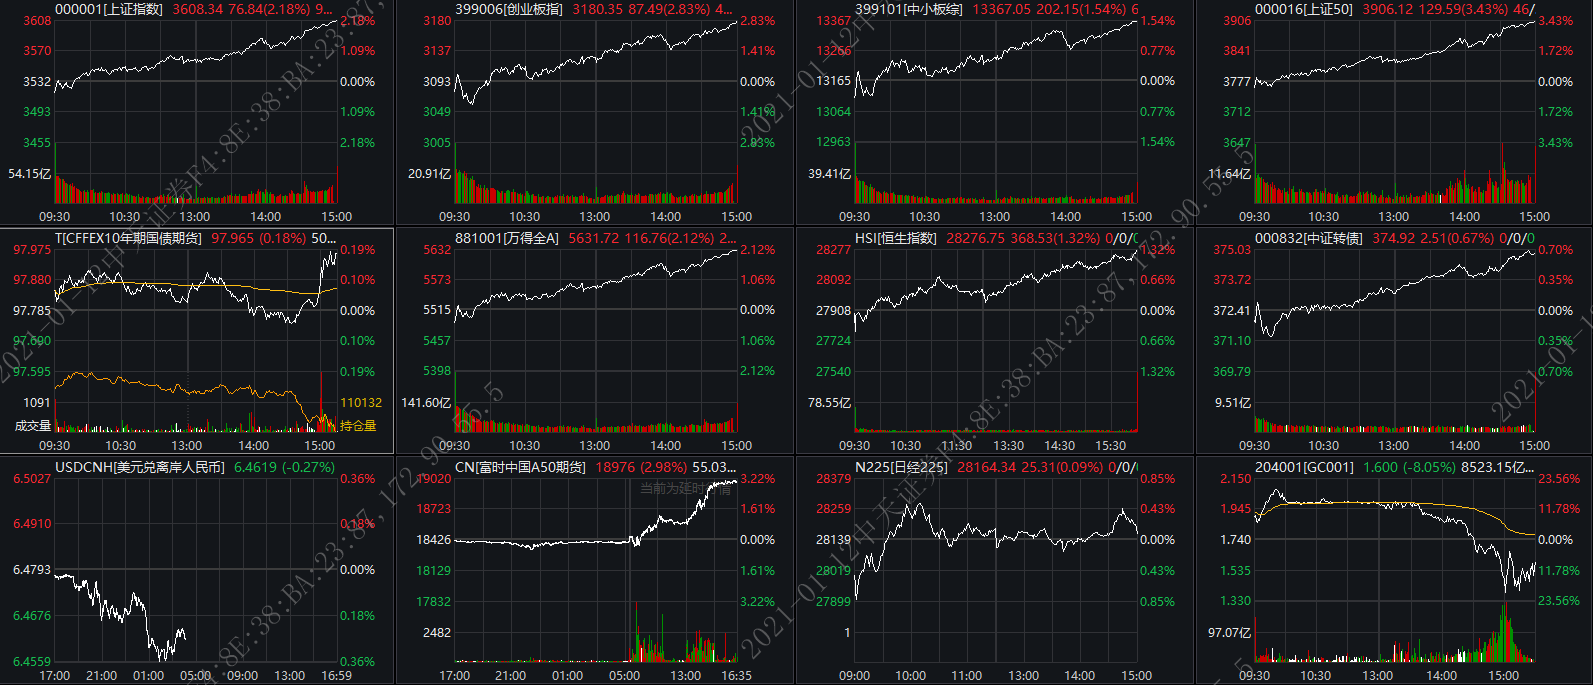 000001[上证指数] 3608.34 76.84(2.18%) 9...
3608 2.18%
3570 1.09%
3532 0.00%
3493 1.09%
3455 2.18%
54.15亿
09:30 10:30 13:00 14:00 15:00
399006[创业板指] 3180.35 87.49(2.83%) 4...
3180 2.83%
3137 1.41%
3093 0.00%
3049 1.41%
3005 2.83%
20.91亿
09:30 10:30 13:00 14:00 15:00
399101[中小板综] 13367.05 202.15(1.54%) 6
13367 1.54%
13266 0.77%
13165 0.00%
13064 0.77%
12963 1.54%
39.41亿
09:30 10:30 13:00 14:00 15:00
000016[上证50] 3906.12 129.59(3.43%) 46/
3906 3.43%
3841 1.72%
3777 0.00%
3712 1.72%
3647 3.43%
11.64亿
09:30 10:30 13:00 14:00 15:00
T[CFFEX10年期国债期货] 97.965 (0.18%) 50...
97.975 0.19%
97.880 0.10%
97.785 0.00%
97.690 0.10%
97.595 0.19%
1091 110132
成交量 持仓量
09:30 10:30 13:00 14:00 15:00
881001[万得全A] 5631.72 116.76(2.12%) 2...
5632 2.12%
5573 1.06%
5515 0.00%
5457 1.06%
5398 2.12%
141.60亿
09:30 10:30 13:00 14:00 15:00
HSI[恒生指数] 28276.75 368.53(1.32%) 0/0/0
28277 1.32%
28092 0.66%
27908 0.00%
27724 0.66%
27540 1.32%
78.55亿
09:30 10:30 11:30 13:30 14:30 15:30
000832[中证转债] 374.92 2.51(0.67%) 0/0/0
375.03 0.70%
373.72 0.35%
372.41 0.00%
371.10 0.35%
369.79 0.70%
9.51亿
09:30 10:30 13:00 14:00 15:00
USDCNH[美元兑离岸人民币] 6.4619 (-0.27%)
6.5027 0.36%
6.4910 0.18%
6.4793 0.00%
6.4676 0.18%
6.4559 0.36%
17:00 21:00 01:00 05:00 09:00 13:00 16:59
CN[富时中国A50期货] 18976 (2.98%) 55.03...
当前为延时行情
19020 3.22%
18723 1.61%
18426 0.00%
18129 1.61%
17832 3.22%
2482
17:00 21:00 01:00 05:00 13:00 16:35
N225[日经225] 28164.34 25.31(0.09%) 0/0/
28379 0.85%
28259 0.43%
28139 0.00%
28019 0.43%
27899 0.85%
1
09:00 10:00 11:00 13:00 14:00 15:00
204001[GC001] 1.600 (-8.05%) 8523.15亿...
2.150 23.56%
1.945 11.78%
1.740 0.00%
1.535 11.78%
1.330 23.56%
97.07亿
09:30 10:30 13:00 14:00 15:00